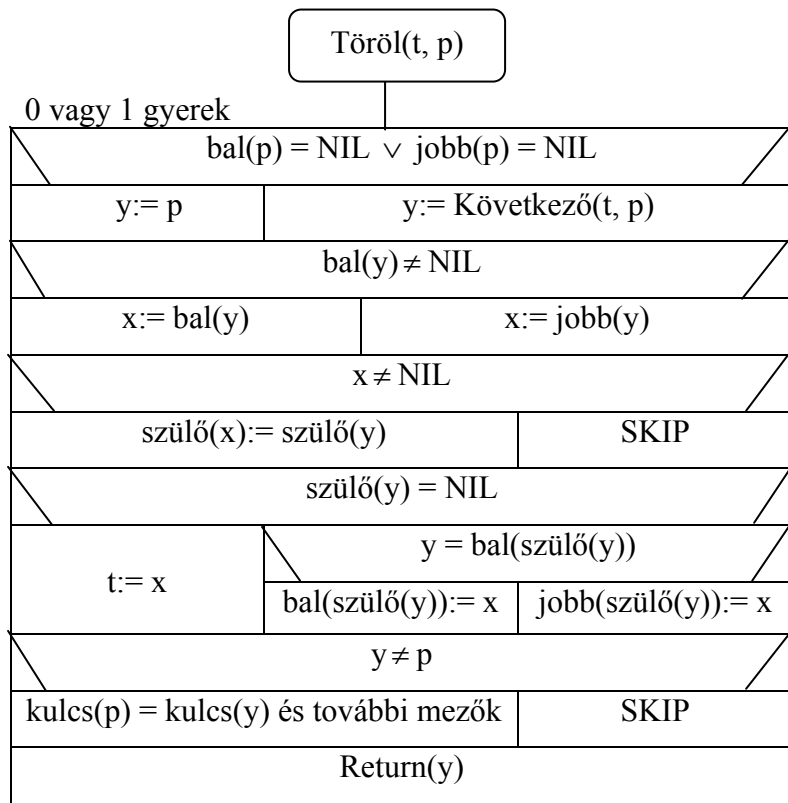 Töröl(t, p)
0 vagy 1 gyerek
bal(p) = NIL ∨ jobb(p) = NIL
y:= p y:= Következő(t, p)
bal(y) ≠ NIL
x:= bal(y) x:= jobb(y)
x ≠ NIL
szülő(x):= szülő(y) SKIP
szülő(y) = NIL
y = bal(szülő(y))
t:= x
bal(szülő(y)):= x jobb(szülő(y)):= x
y ≠ p
kulcs(p) = kulcs(y) és további mezők SKIP
Return(y)